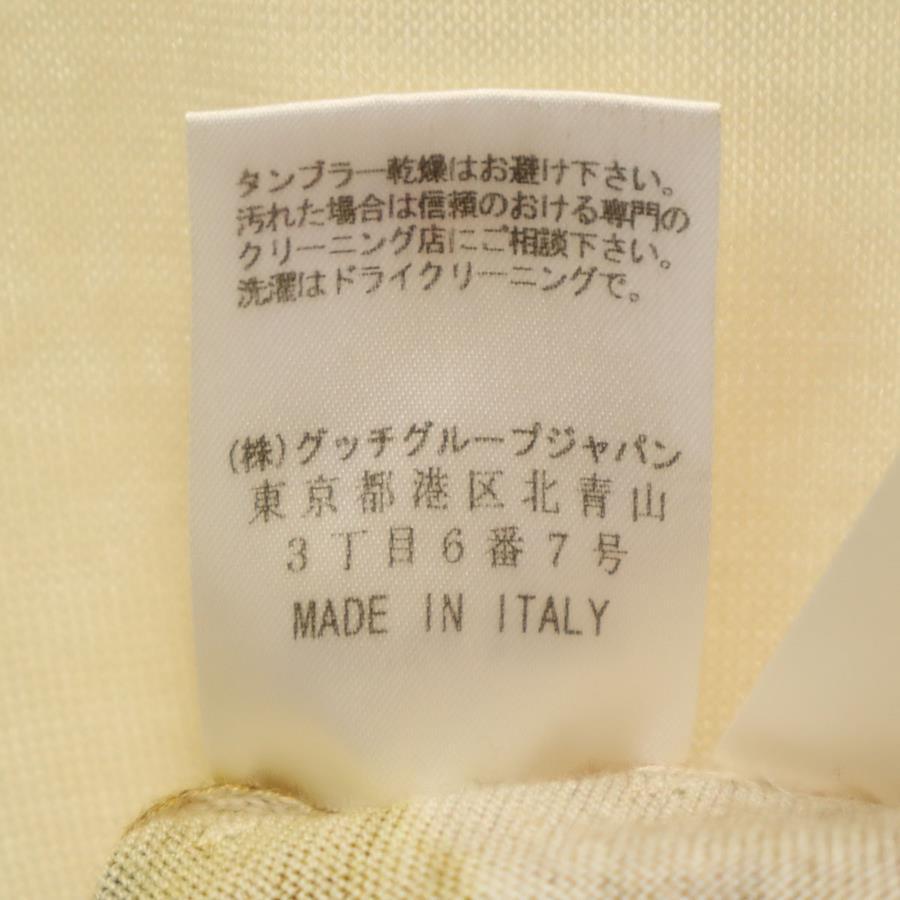 タンブラー乾燥はお避け下さい。
汚れた場合は信頼のおける専門の
クリーニング店にご相談下さい。
洗濯はドライクリーニングで。
(株)グッチグループジャパン
東京都港区北青山
3丁目6番7号
MADE IN ITALY